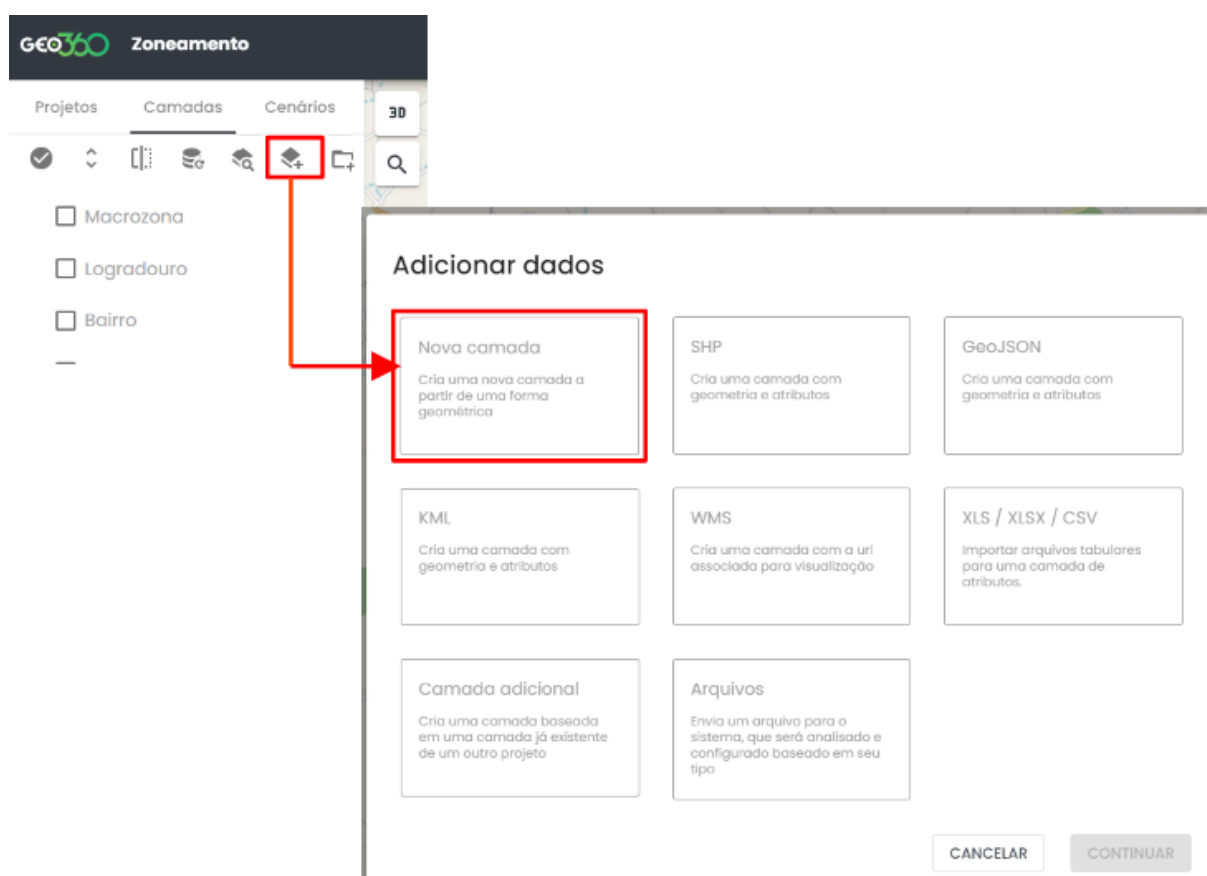 GEO360 Zoneamento
Projetos Camadas Cenários
3D
Macrozona
Logradouro
Bairro
Adicionar dados
Nova camada
Cria uma nova camada a
partir de uma forma
geométrica
SHP
Cria uma camada com
geometria e atributos
GeoJSON
Cria uma camada com
geometria e atributos
KML
Cria uma camada com
geometria e atributos
WMS
Cria uma camada com a url
associada para visualização
XLS / XLSX / CSV
Importar arquivos tabulares
para uma camada de
atributos.
Camada adicional
Cria uma camada baseada
em uma camada já existente
de um outro projeto
Arquivos
Envia um arquivo para o
sistema, que será analisado e
configurado baseado em seu
tipo
CANCELAR CONTINUAR